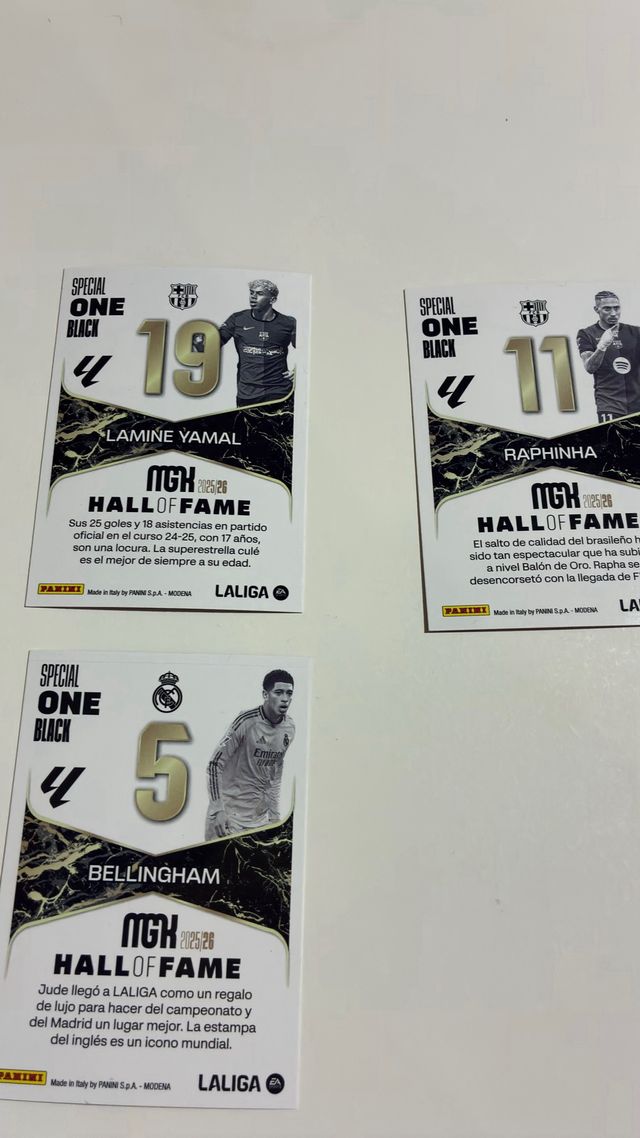 SPECIAL
ONE
BLACK
19
LAMINE YAMAL
MGK 2025/26
HALL OF FAME
Sus 25 goles y 18 asistencias en partido
oficial en el curso 24-25, con 17 años,
son una locura. La superestrella culé
es el mejor de siempre a su edad.
PANINI Made in Italy by PANINI S.p.A. - MODENA LALIGA EA
SPECIAL
ONE
BLACK
11
11
RAPHINHA
MGK 2025/26
HALL OF FAME
El salto de calidad del brasileño h
sido tan espectacular que ha subi
a nivel Balón de Oro. Rapha se
desencorsetó con la llegada de F
PANINI Made in Italy by PANINI S.p.A. - MODENA LA
SPECIAL
ONE
BLACK
5
Emirates
BELLINGHAM
MGK 2025/26
HALL OF FAME
Jude llegó a LALIGA como un regalo
de lujo para hacer del campeonato y
del Madrid un lugar mejor. La estampa
del inglés es un icono mundial.
PANINI Made in Italy by PANINI S.p.A. - MODENA LALIGA EA